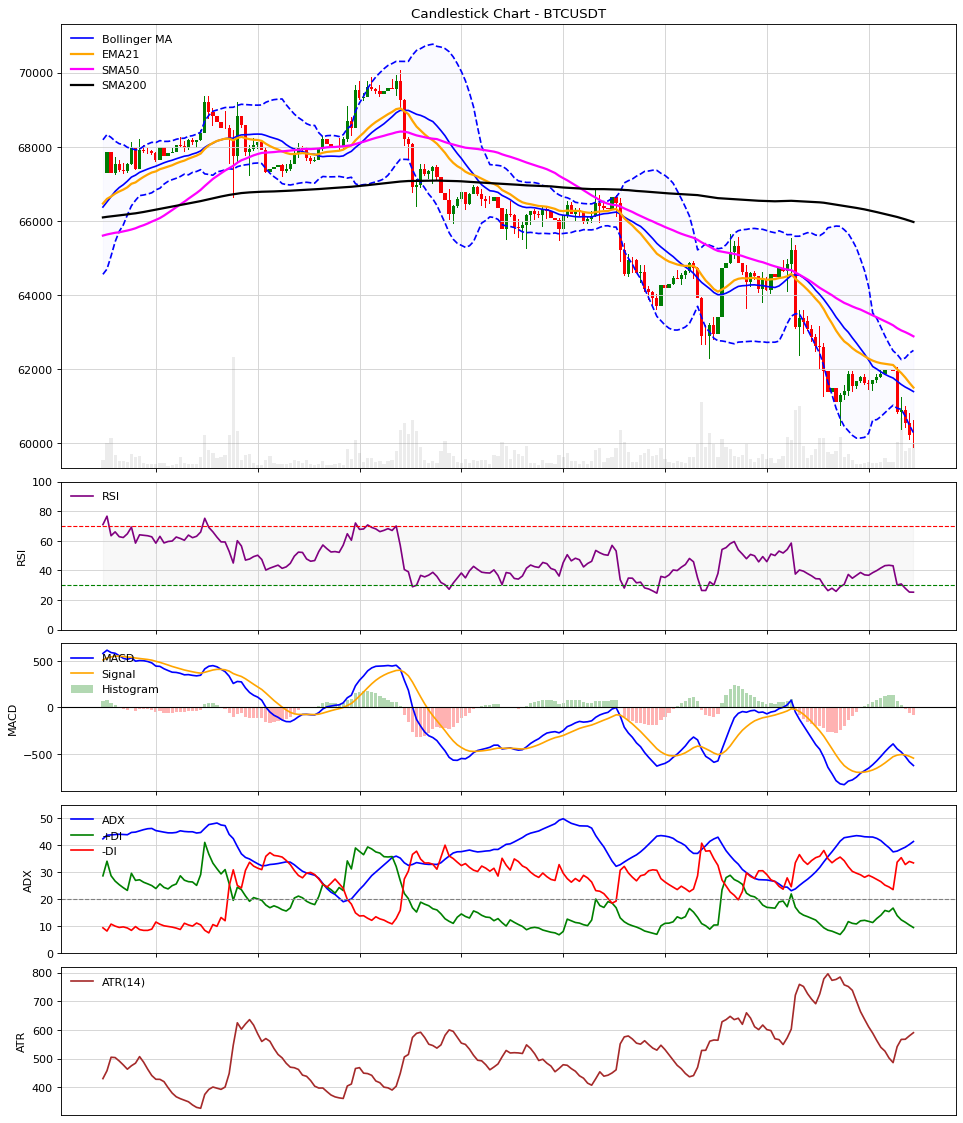 Candlestick Chart - BTCUSDT
Bollinger MA
EMA21
SMA50
SMA200
70000
68000
66000
64000
62000
60000
RSI
RSI
100
80
60
40
20
0
MACD
Signal
Histogram
MACD
500
0
−500
ADX
+DI
-DI
ADX
50
40
30
20
10
0
ATR(14)
ATR
800
700
600
500
400